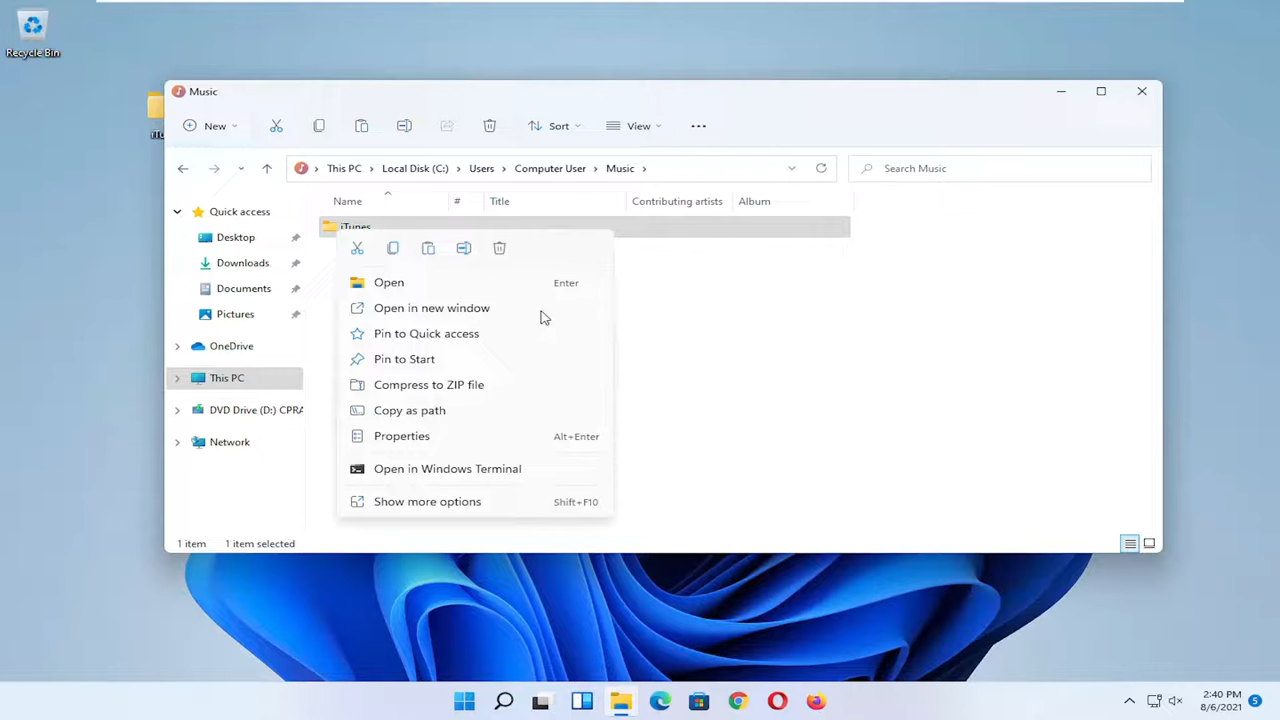 Recycle Bin
Music
New
Sort
View
This PC
Local Disk (C:)
Users
Computer User
Music
Search Music
Name
#
Title
Contributing artists
Album
Quick access
Desktop
Downloads
Documents
Pictures
OneDrive
This PC
DVD Drive (D:) CPRA
Network
iTunes
Open Enter
Open in new window
Pin to Quick access
Pin to Start
Compress to ZIP file
Copy as path
Properties Alt+Enter
Open in Windows Terminal
Show more options Shift+F10
1 item 1 item selected
2:40 PM
8/6/2021
5